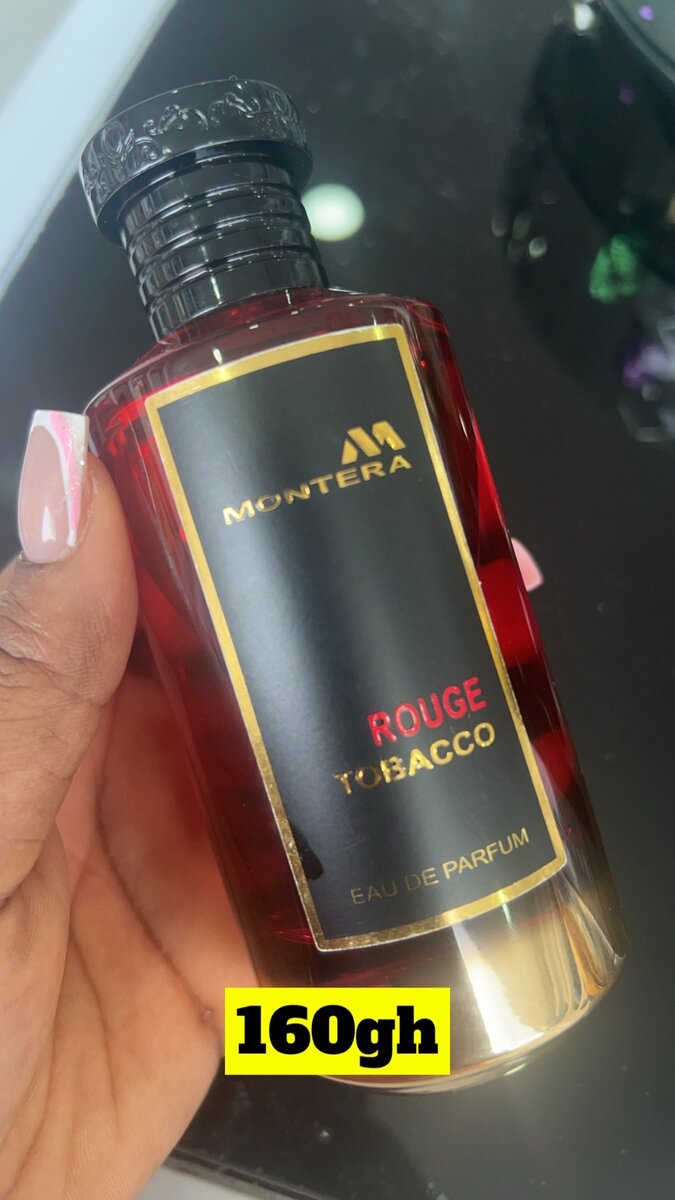 MONTERA
ROUGE
TOBACCO
EAU DE PARFUM
160gh